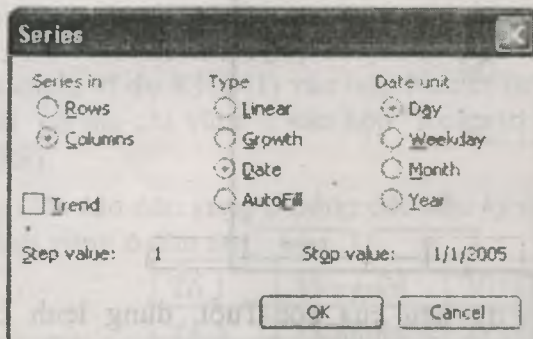 Series
Series in Type Date unit
Rows Linear Day
Columns Growth Weekday
Date Month
Trend AutoFill Year
Step value: 1 Stop value: 1/1/2005
OK Cancel